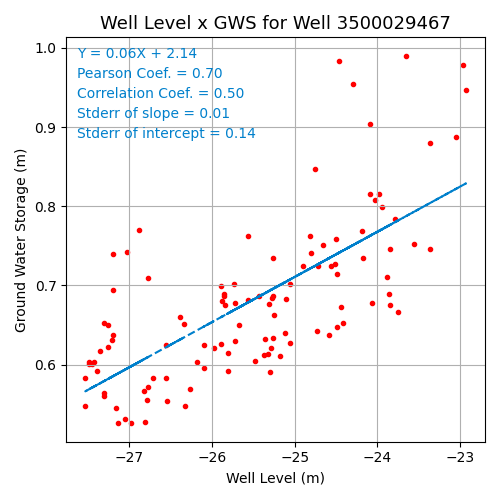 Well Level x GWS for Well 3500029467
Y = 0.06X + 2.14
Pearson Coef. = 0.70
Correlation Coef. = 0.50
Stderr of slope = 0.01
Stderr of intercept = 0.14
Ground Water Storage (m)
1.0
0.9
0.8
0.7
0.6
−27 −26 −25 −24 −23
Well Level (m)